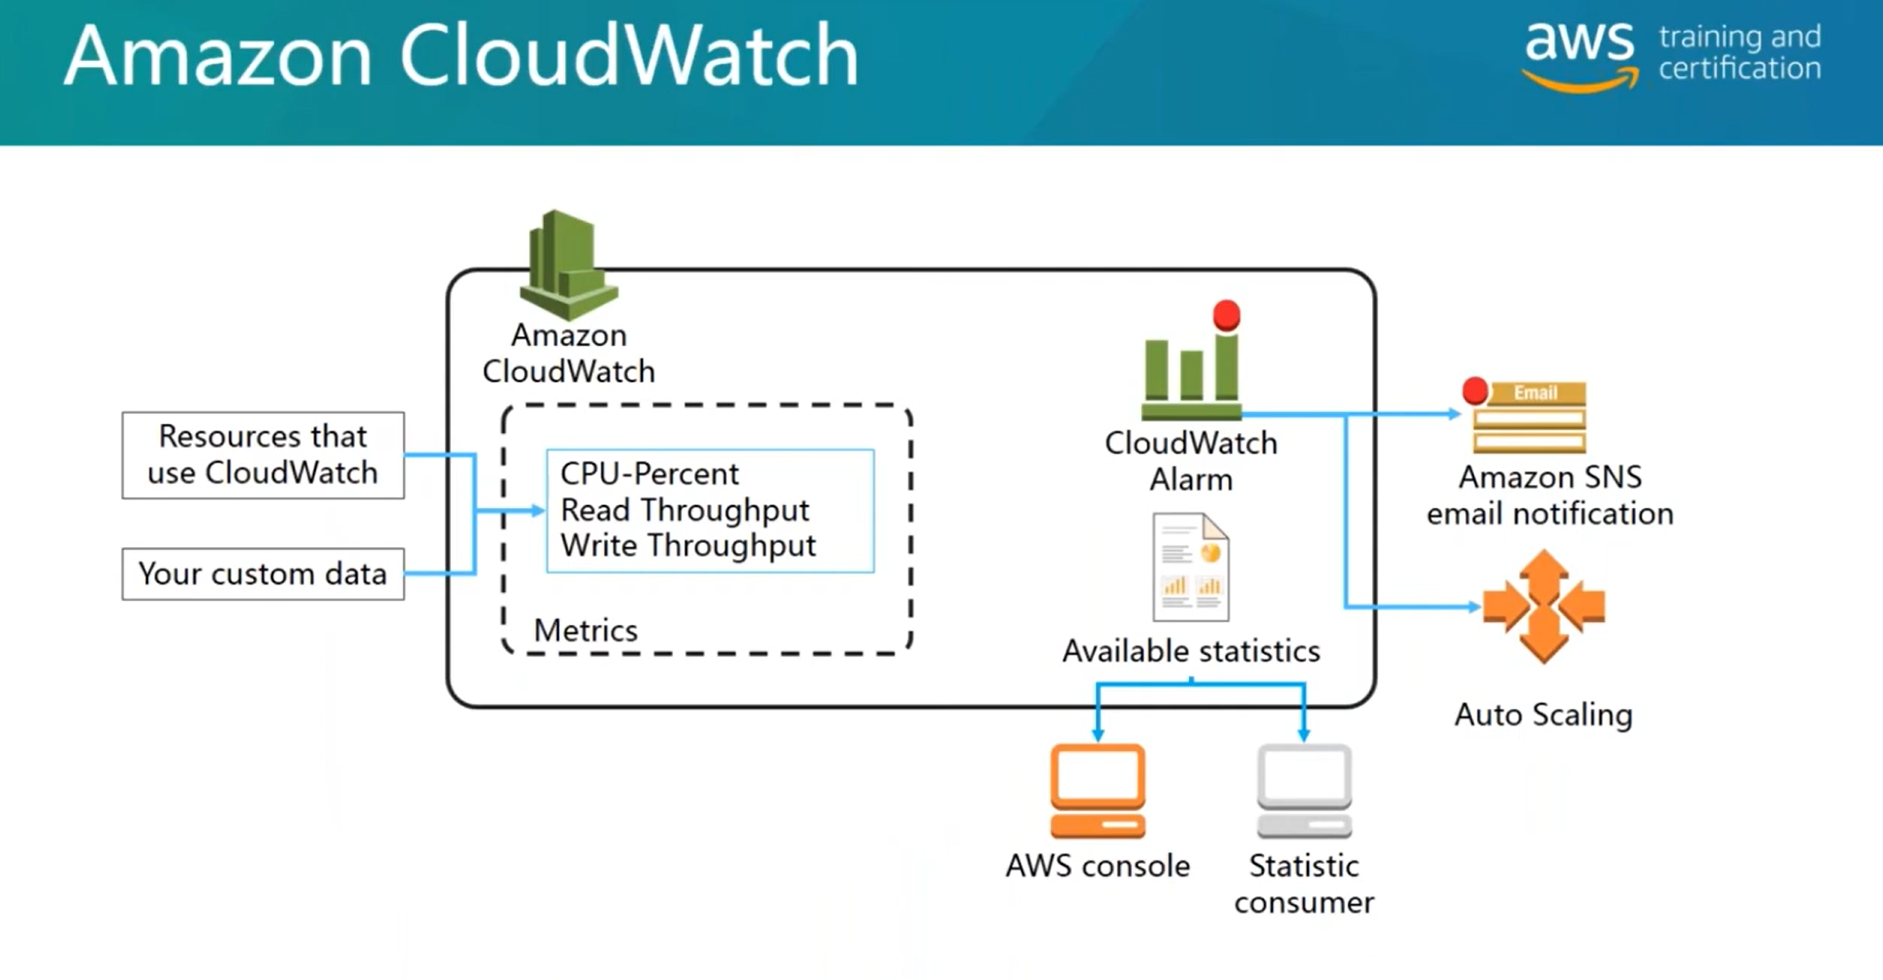 Amazon CloudWatch
aws
training and
certification
Amazon
CloudWatch
Resources that
use CloudWatch
Your custom data
CPU-Percent
Read Throughput
Write Throughput
Metrics
CloudWatch
Alarm
Available statistics
Email
Amazon SNS
email notification
Auto Scaling
AWS console
Statistic
consumer